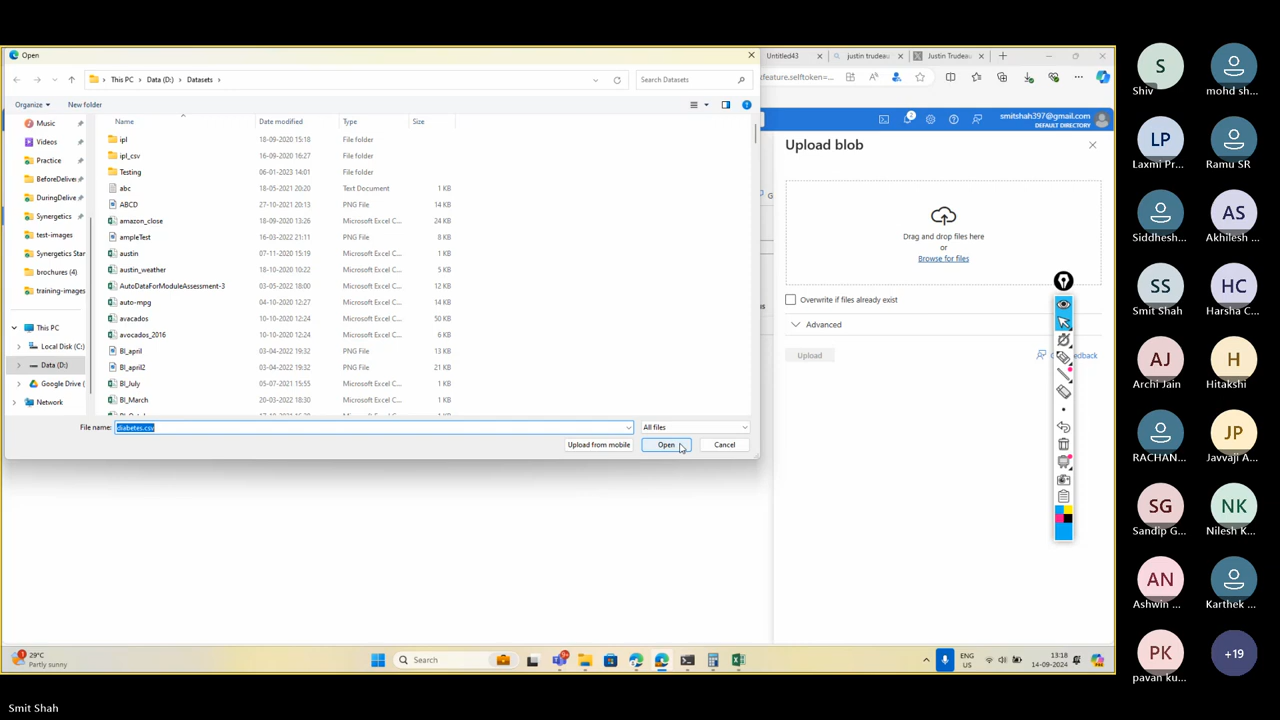 Open
Untitled43
justin trudeau
Justin Trudeau
This PC > Data (D:) > Datasets >
Search Datasets
xfeature.selftoken=...
Organize
New folder
smitshah397@gmail.com
DEFAULT DIRECTORY
2
Music
Videos
Practice
BeforeDelive
DuringDelive
Synergetics
test-images
Synergetics Star
brochures (4)
training-images
This PC
Local Disk (C:)
Data (D:)
Google Drive (
Network
Name Date modified Type Size
ipl 18-09-2020 15:18 File folder
ipl_csv 16-09-2020 16:27 File folder
Testing 06-01-2023 14:01 File folder
abc 18-05-2021 20:20 Text Document 1 KB
ABCD 27-10-2021 20:13 PNG File 14 KB
amazon_close 18-09-2020 13:26 Microsoft Excel C... 24 KB
ampleTest 16-03-2022 21:11 PNG File 8 KB
austin 07-11-2020 15:19 Microsoft Excel C... 1 KB
austin_weather 18-10-2020 10:22 Microsoft Excel C... 5 KB
AutoDataForModuleAssessment-3 03-05-2022 18:00 Microsoft Excel C... 12 KB
auto-mpg 04-10-2020 12:27 Microsoft Excel C... 14 KB
avacados 10-10-2020 12:24 Microsoft Excel C... 50 KB
avocados_2016 10-10-2020 12:24 Microsoft Excel C... 6 KB
BI_april 03-04-2022 19:32 PNG File 13 KB
BI_april2 03-04-2022 19:32 PNG File 21 KB
BI_July 05-07-2021 15:55 Microsoft Excel C... 1 KB
BI_March 20-03-2022 18:30 Microsoft Excel C... 1 KB
File name: diabetes.csv
All files
Upload from mobile
Open
Cancel
Upload blob
Drag and drop files here
or
Browse for files
Overwrite if files already exist
Advanced
Upload
29°C
Partly sunny
Search
ENG
US
13:18
14-09-2024
S
Shiv
mohd sh...
LP
Laxmi Pr...
Ramu SR
Siddhesh...
AS
Akhilesh ...
SS
Smit Shah
HC
Harsha C...
AJ
Archi Jain
H
Hitakshi
RACHAN...
JP
Javvaji A...
SG
Sandip G...
NK
Nilesh K...
AN
Ashwin ...
Karthek ...
PK
pavan ku...
+19
Smit Shah